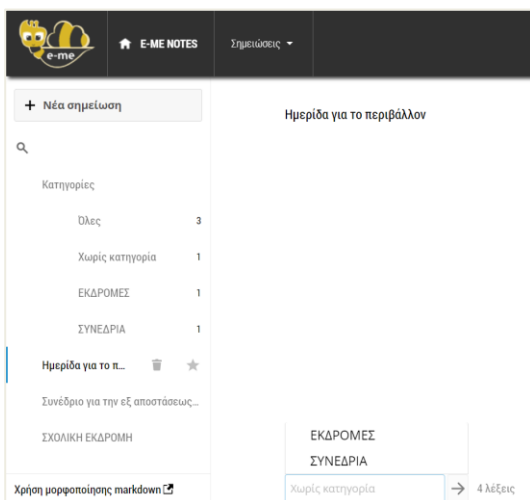 e-me
E-ME NOTES
Σημειώσεις
+ Νέα σημείωση
Κατηγορίες
Όλες 3
Χωρίς κατηγορία 1
ΕΚΔΡΟΜΕΣ 1
ΣΥΝΕΔΡΙΑ 1
Ημερίδα για το π...
Συνέδριο για την εξ αποστάσεως...
ΣΧΟΛΙΚΗ ΕΚΔΡΟΜΗ
Χρήση μορφοποίησης markdown
Ημερίδα για το περιβάλλον
ΕΚΔΡΟΜΕΣ
ΣΥΝΕΔΡΙΑ
Χωρίς κατηγορία
4 λέξεις